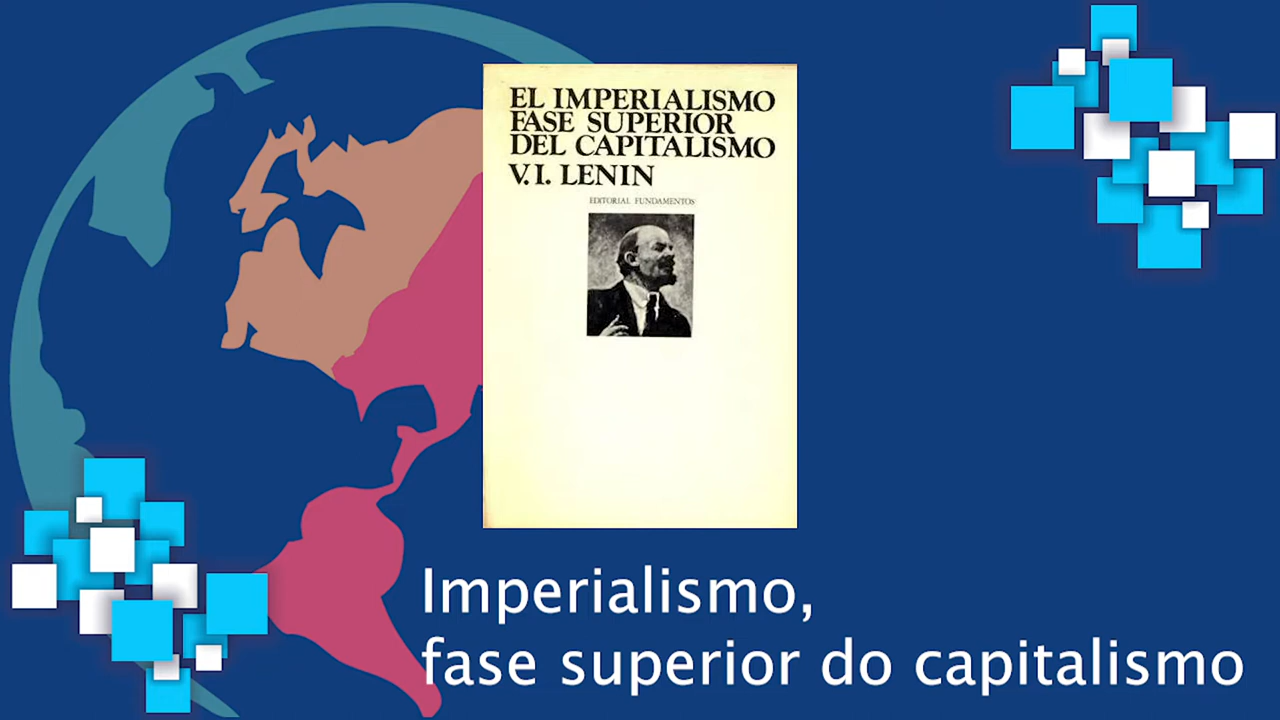 EL IMPERIALISMO
FASE SUPERIOR
DEL CAPITALISMO
V. I. LENIN
EDITORIAL FUNDAMENTOS
Imperialismo,
fase superior do capitalismo